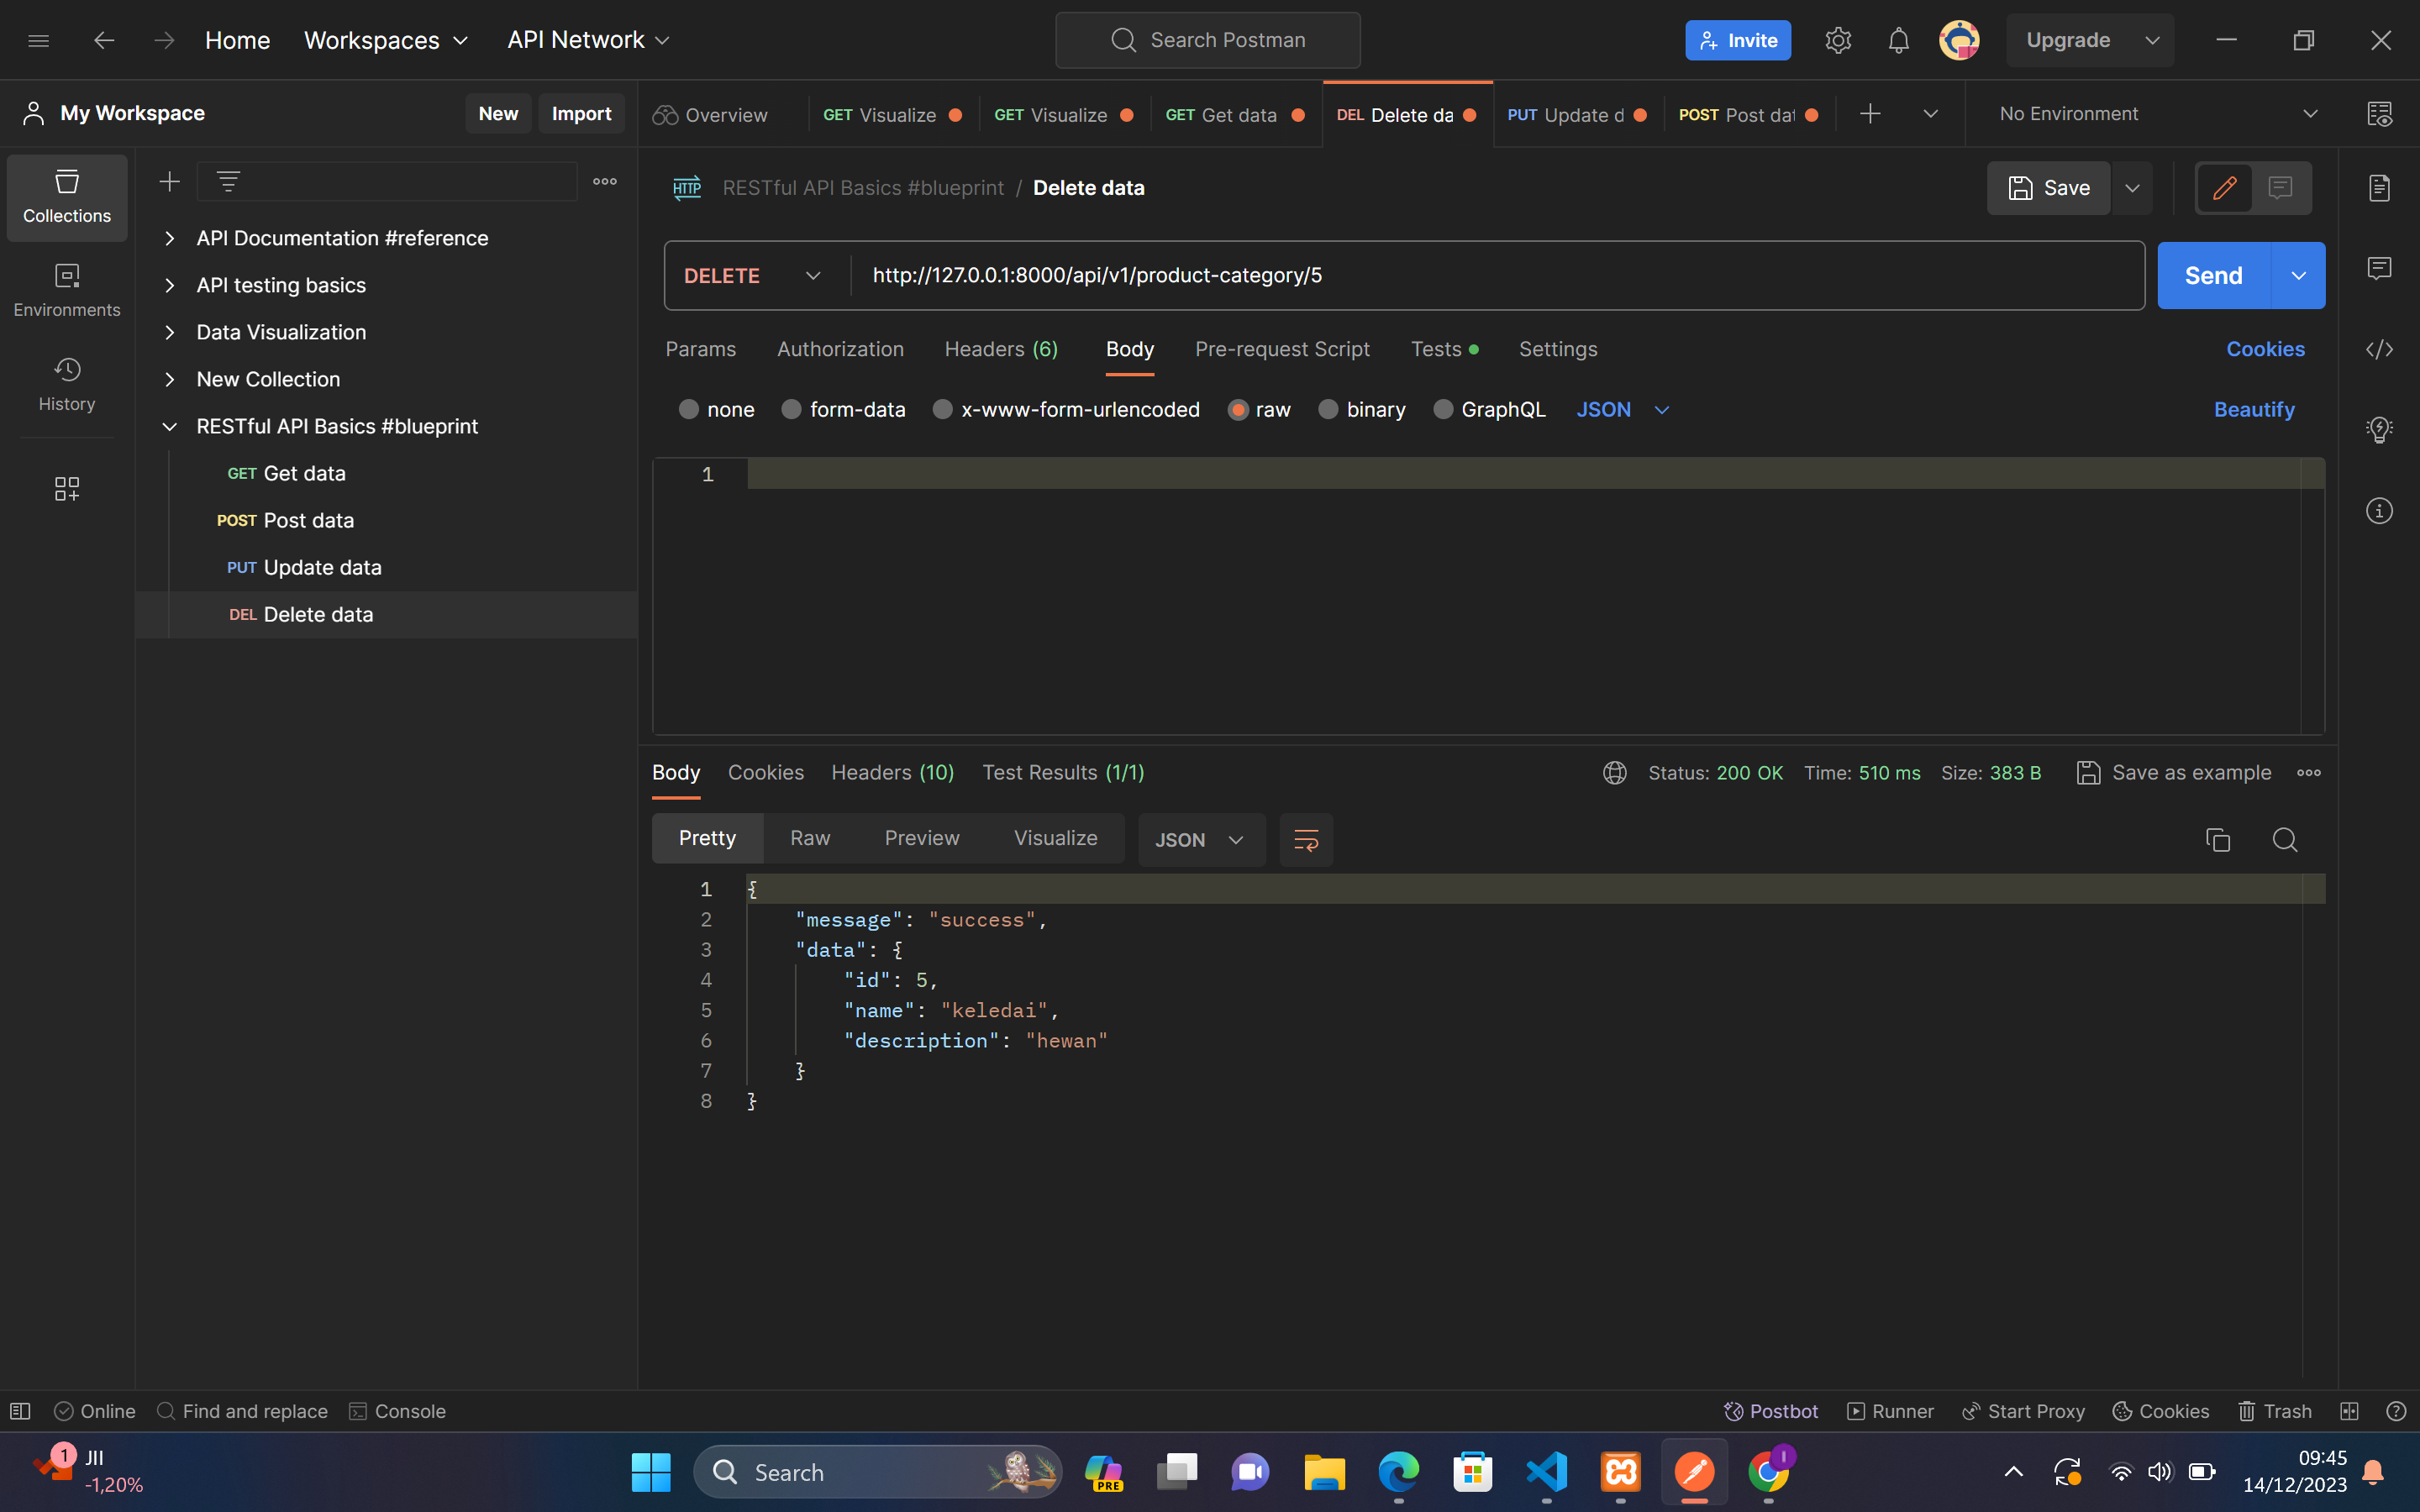 Home Workspaces API Network Search Postman Invite Upgrade
My Workspace New Import Overview GET Visualize GET Visualize GET Get data DEL Delete da PUT Update d POST Post dat No Environment
Collections
Environments
History
API Documentation #reference
API testing basics
Data Visualization
New Collection
RESTful API Basics #blueprint
GET Get data
POST Post data
PUT Update data
DEL Delete data
HTTP RESTful API Basics #blueprint / Delete data Save
DELETE http://127.0.0.1:8000/api/v1/product-category/5 Send
Params Authorization Headers (6) Body Pre-request Script Tests Settings Cookies
none form-data x-www-form-urlencoded raw binary GraphQL JSON Beautify
1
Body Cookies Headers (10) Test Results (1/1) Status: 200 OK Time: 510 ms Size: 383 B Save as example
Pretty Raw Preview Visualize JSON
1 {
2 "message": "success",
3 "data": {
4 "id": 5,
5 "name": "keledai",
6 "description": "hewan"
7 }
8 }
Online Find and replace Console Postbot Runner Start Proxy Cookies Trash
1 JII
-1,20%
Search
PRE
I
09:45
14/12/2023